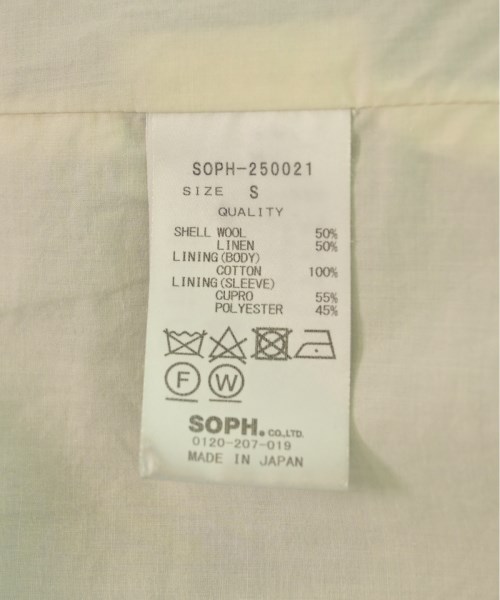 SOPH-250021
SIZE S
QUALITY
SHELL WOOL 50%
LINEN 50%
LINING(BODY)
COTTON 100%
LINING(SLEEVE)
CUPRO 55%
POLYESTER 45%
F W
SOPH. CO.,LTD.
0120-207-019
MADE IN JAPAN